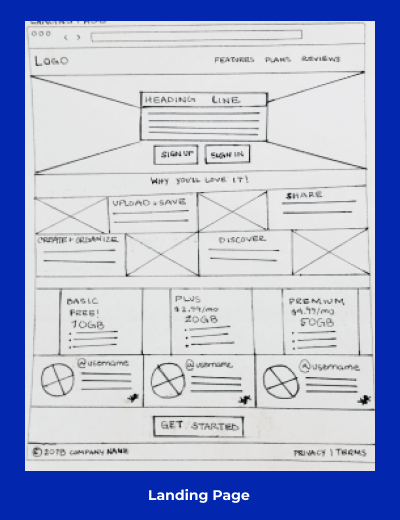 LANDING PAGE
LOGO
FEATURES PLANS REVIEWS
HEADING LINE
SIGN UP SIGN IN
WHY YOU'LL LOVE IT!
UPLOAD + SAVE
SHARE
CREATE + ORGANIZE
DISCOVER
BASIC
FREE!
10GB
PLUS
$2.99/mo
20GB
PREMIUM
$4.99/mo
50GB
@username
@username
@username
GET STARTED
© 2018 COMPANY NAME
PRIVACY | TERMS
Landing Page